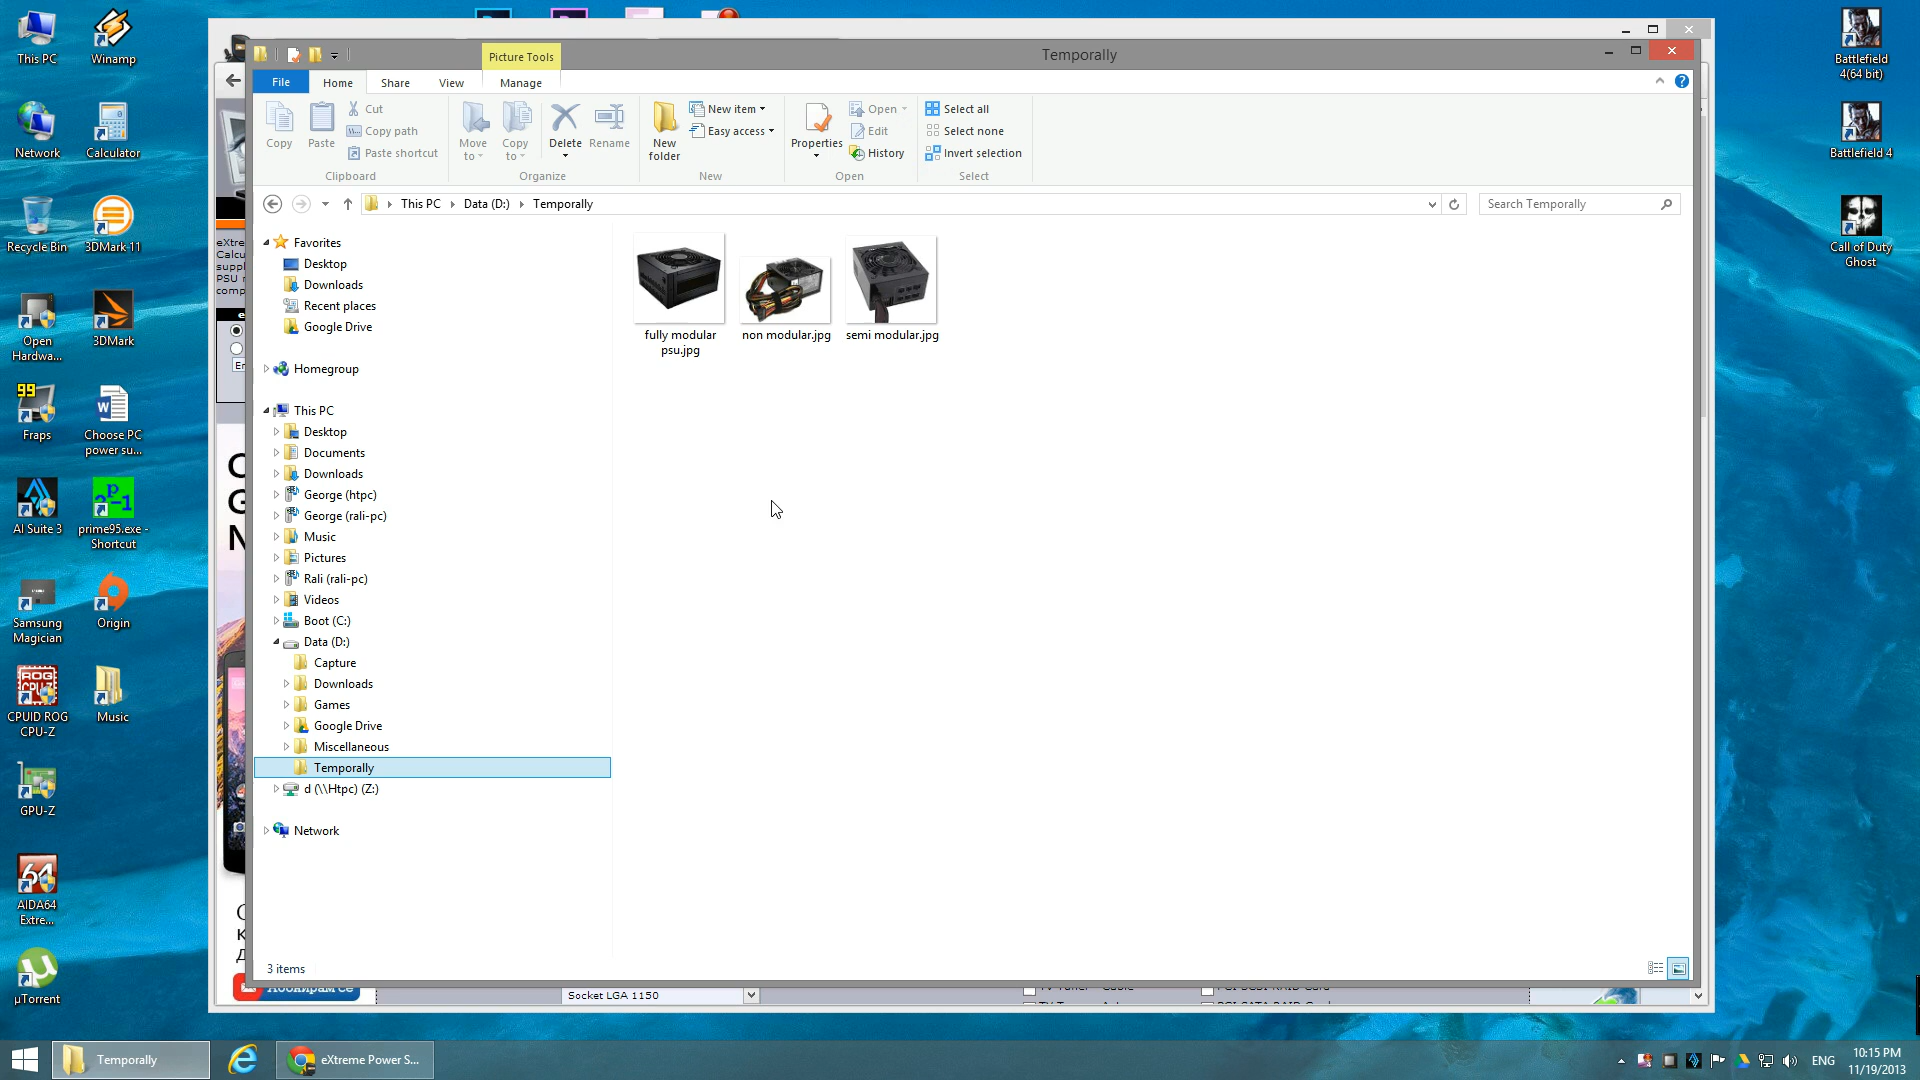 This PC
Winamp
Network
Calculator
Recycle Bin
3DMark 11
Open
Hardwa...
3DMark
99
Fraps
Choose PC
power su...
AI Suite 3
prime95.exe -
Shortcut
Samsung
Magician
Origin
ROG
CPUID ROG
CPU-Z
Music
GPU-Z
64
AIDA64
Extre...
µTorrent
Battlefield
4(64 bit)
Battlefield 4
Call of Duty
Ghost
Picture Tools
Temporally
File
Home
Share
View
Manage
Copy
Paste
Cut
Copy path
Paste shortcut
Clipboard
Move
to
Copy
to
Delete
Rename
Organize
New
folder
New item
Easy access
New
Properties
Open
Edit
History
Open
Select all
Select none
Invert selection
Select
This PC
Data (D:)
Temporally
Search Temporally
Favorites
Desktop
Downloads
Recent places
Google Drive
Homegroup
This PC
Desktop
Documents
Downloads
George (htpc)
George (rali-pc)
Music
Pictures
Rali (rali-pc)
Videos
Boot (C:)
Data (D:)
Capture
Downloads
Games
Google Drive
Miscellaneous
Temporally
d (\\Htpc) (Z:)
Network
fully modular
psu.jpg
non modular.jpg
semi modular.jpg
3 items
eXtre
Calcu
suppl
PSU
comp
Socket LGA 1150
Temporally
eXtreme Power S...
ENG
10:15 PM
11/19/2013